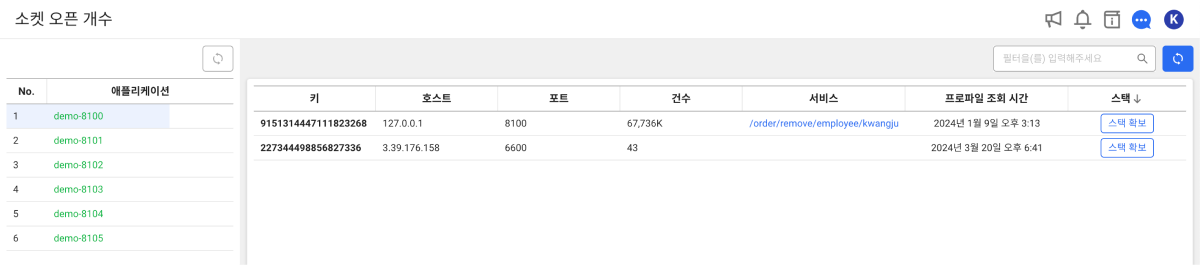 소켓 오픈 개수
K
No. 애플리케이션
1 demo-8100
2 demo-8101
3 demo-8102
4 demo-8103
5 demo-8104
6 demo-8105
필터을(를) 입력해주세요
키 호스트 포트 건수 서비스 프로파일 조회 시간 스택
9151314447111823268 127.0.0.1 8100 67,736K /order/remove/employee/kwangju 2024년 1월 9일 오후 3:13 스택 확보
227344498856827336 3.39.176.158 6600 43 2024년 3월 20일 오후 6:41 스택 확보